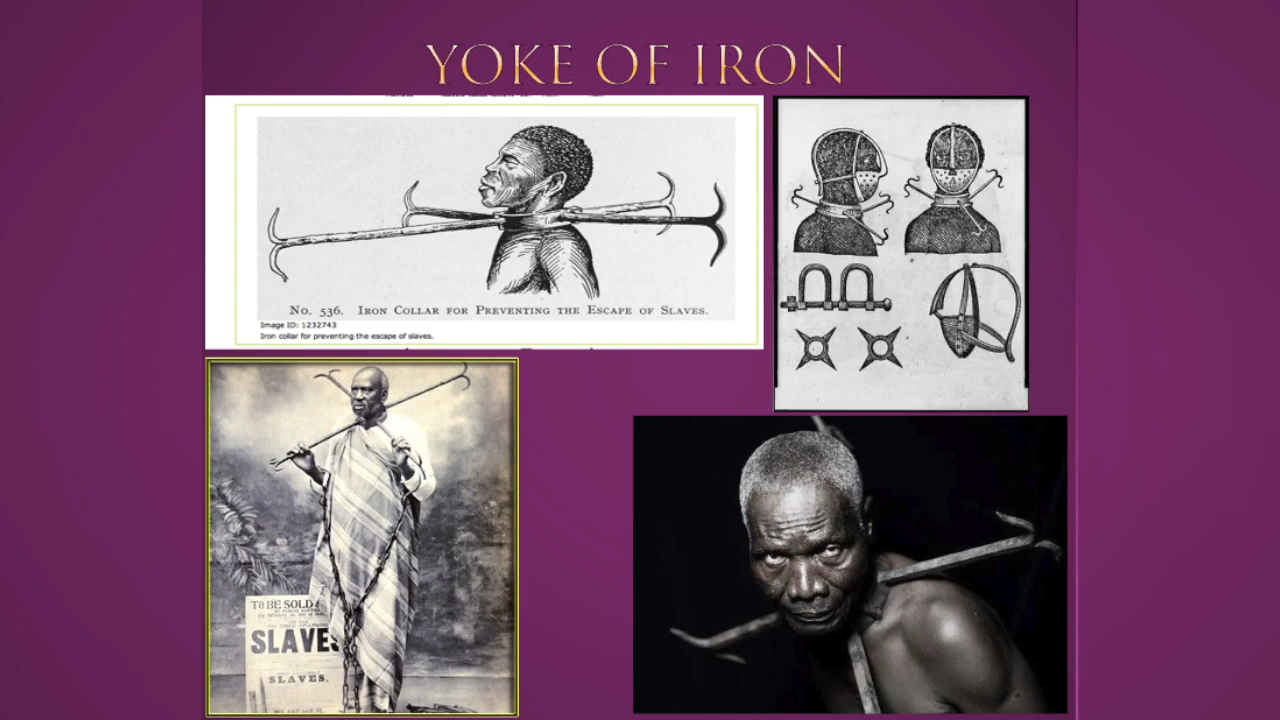 YOKE OF IRON
No. 536. Iron Collar for Preventing the Escape of Slaves.
Image ID: 1232743
Iron collar for preventing the escape of slaves.
TO BE SOLD &
SLAVES
SLAVES.